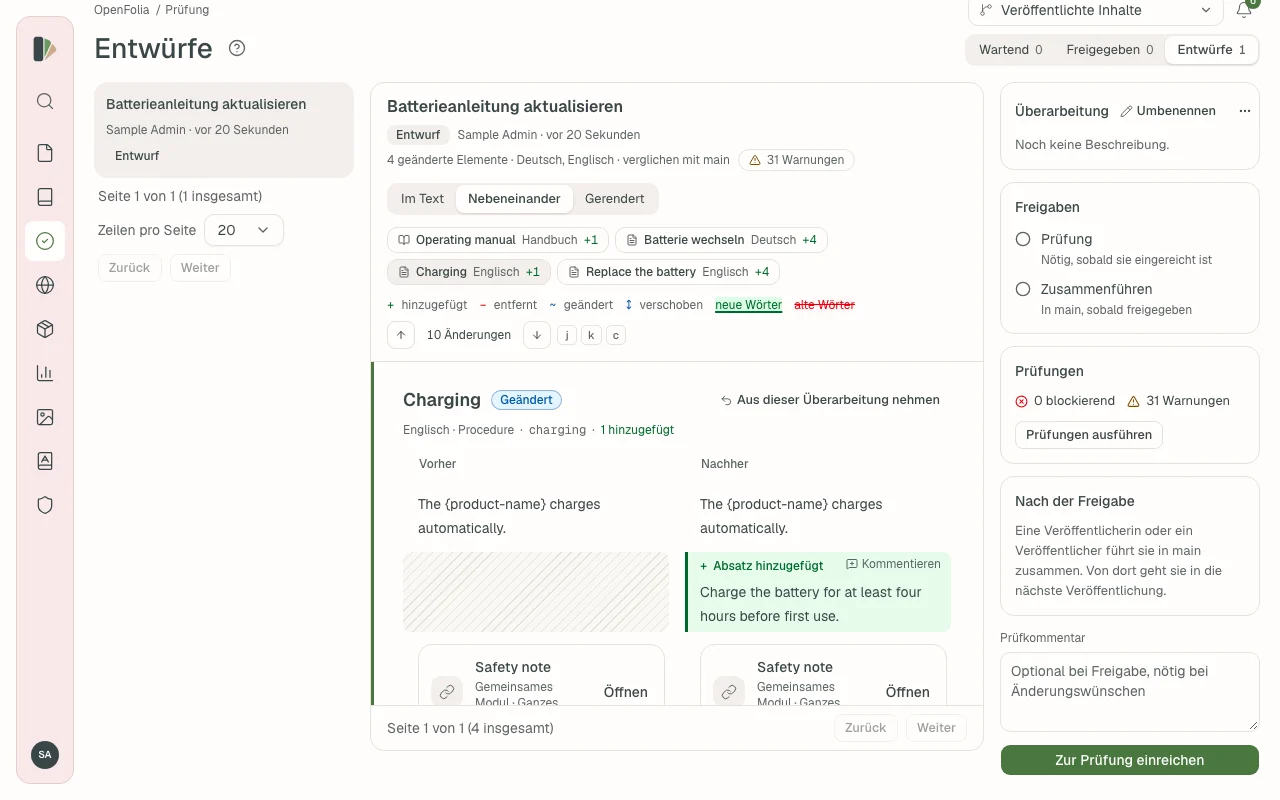 OpenFolia / Prüfung
Veröffentlichte Inhalte
Entwürfe
Wartend 0
Freigegeben 0
Entwürfe 1
Batterieanleitung aktualisieren
Sample Admin · vor 20 Sekunden
Entwurf
Seite 1 von 1 (1 insgesamt)
Zeilen pro Seite 20
Zurück Weiter
Batterieanleitung aktualisieren
Entwurf Sample Admin · vor 20 Sekunden
4 geänderte Elemente · Deutsch, Englisch · verglichen mit main 31 Warnungen
Im Text Nebeneinander Gerendert
Operating manual Handbuch +1 Batterie wechseln Deutsch +4
Charging Englisch +1 Replace the battery Englisch +4
+ hinzugefügt − entfernt ~ geändert ↕ verschoben neue Wörter alte Wörter
↑ 10 Änderungen ↓ j k c
Charging Geändert Aus dieser Überarbeitung nehmen
Englisch · Procedure · charging · 1 hinzugefügt
Vorher Nachher
The {product-name} charges
automatically.
The {product-name} charges
automatically.
+ Absatz hinzugefügt Kommentieren
Charge the battery for at least four
hours before first use.
Safety note
Gemeinsames
Modul · Ganzes
Öffnen
Safety note
Gemeinsames
Modul · Ganzes
Öffnen
Seite 1 von 1 (4 insgesamt) Zurück Weiter
Überarbeitung Umbenennen ...
Noch keine Beschreibung.
Freigaben
Prüfung
Nötig, sobald sie eingereicht ist
Zusammenführen
In main, sobald freigegeben
Prüfungen
0 blockierend 31 Warnungen
Prüfungen ausführen
Nach der Freigabe
Eine Veröffentlicherin oder ein
Veröffentlicher führt sie in main
zusammen. Von dort geht sie in die
nächste Veröffentlichung.
Prüfkommentar
Optional bei Freigabe, nötig bei
Änderungswünschen
Zur Prüfung einreichen
SA